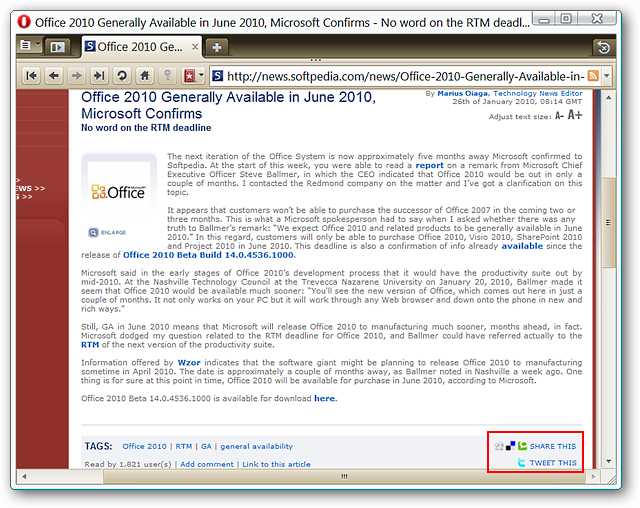 Office 2010 Generally Available in June 2010, Microsoft Confirms - No word on the RTM deadl...
Office 2010 Ge...
http://news.softpedia.com/news/Office-2010-Generally-Available-in-
Office 2010 Generally Available in June 2010,
Microsoft Confirms
No word on the RTM deadline
By Marius Oiaga, Technology News Editor
26th of January 2010, 08:14 GMT
Adjust text size: A- A+
>>
EWS >>
S >>
Office
ENLARGE
The next iteration of the Office System is now approximately five months away Microsoft confirmed to
Softpedia. At the start of this week, you were able to read a report on a remark from Microsoft Chief
Executive Officer Steve Ballmer, in which the CEO indicated that Office 2010 would be out in only a
couple of months. I contacted the Redmond company on the matter and I've got a clarification on this
topic.
It appears that customers won't be able to purchase the successor of Office 2007 in the coming two or
three months. This is what a Microsoft spokesperson had to say when I asked whether there was any
truth to Ballmer's remark: "We expect Office 2010 and related products to be generally available in June
2010." In this regard, customers will only be able to purchase Office 2010, Visio 2010, SharePoint 2010
and Project 2010 in June 2010. This deadline is also a confirmation of info already available since the
release of Office 2010 Beta Build 14.0.4536.1000.
Microsoft said in the early stages of Office 2010's development process that it would have the productivity suite out by
mid-2010. At the Nashville Technology Council at the Trevecca Nazarene University on January 20, 2010, Ballmer made it
seem that Office 2010 would be available much sooner: "You'll see the new version of Office, which comes out here in just a
couple of months. It not only works on your PC but it will work through any Web browser and down onto the phone in new and
rich ways."
Still, GA in June 2010 means that Microsoft will release Office 2010 to manufacturing much sooner, months ahead, in fact.
Microsoft dodged my question related to the RTM deadline for Office 2010, and Ballmer could have referred actually to the
RTM of the next version of the productivity suite.
Information offered by Wzor indicates that the software giant might be planning to release Office 2010 to manufacturing
sometime in April 2010. The date is approximately a couple of months away, as Ballmer noted in Nashville a week ago. One
thing is for sure at this point in time, Office 2010 will be available for purchase in June 2010, according to Microsoft.
Office 2010 Beta 14.0.4536.1000 is available for download here.
TAGS: Office 2010 | RTM | GA | general availability
SHARE THIS
Read by 1,821 user(s) | Add comment | Link to this article
TWEET THIS